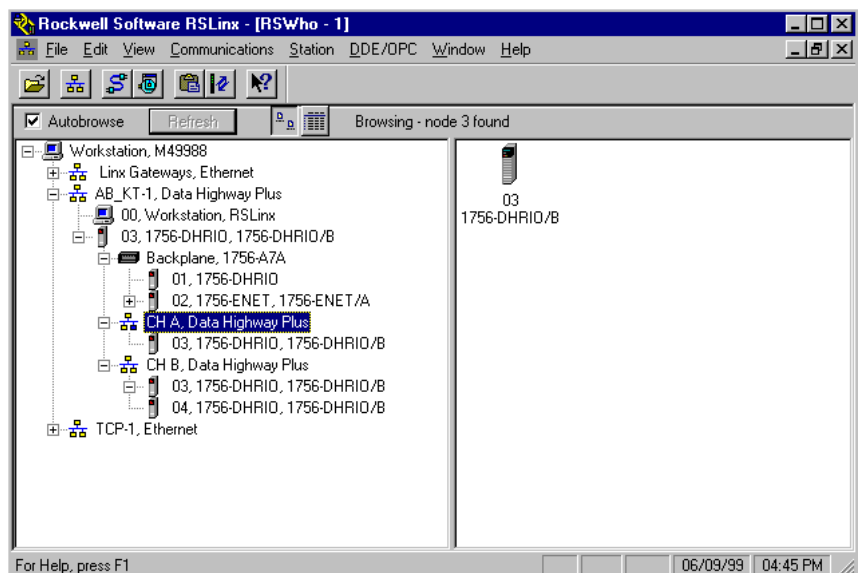 Rockwell Software RSLinx - [RSWho - 1]
File Edit View Communications Station DDE/OPC Window Help
Autobrowse Refresh Browsing - node 3 found
Workstation, M49988
Linx Gateways, Ethernet
AB_KT-1, Data Highway Plus
00, Workstation, RSLinx
03, 1756-DHRIO, 1756-DHRIO/B
Backplane, 1756-A7A
01, 1756-DHRIO
02, 1756-ENET, 1756-ENET/A
CH A, Data Highway Plus
03, 1756-DHRIO, 1756-DHRIO/B
CH B, Data Highway Plus
03, 1756-DHRIO, 1756-DHRIO/B
04, 1756-DHRIO, 1756-DHRIO/B
TCP-1, Ethernet
03
1756-DHRIO/B
For Help, press F1 06/09/99 04:45 PM